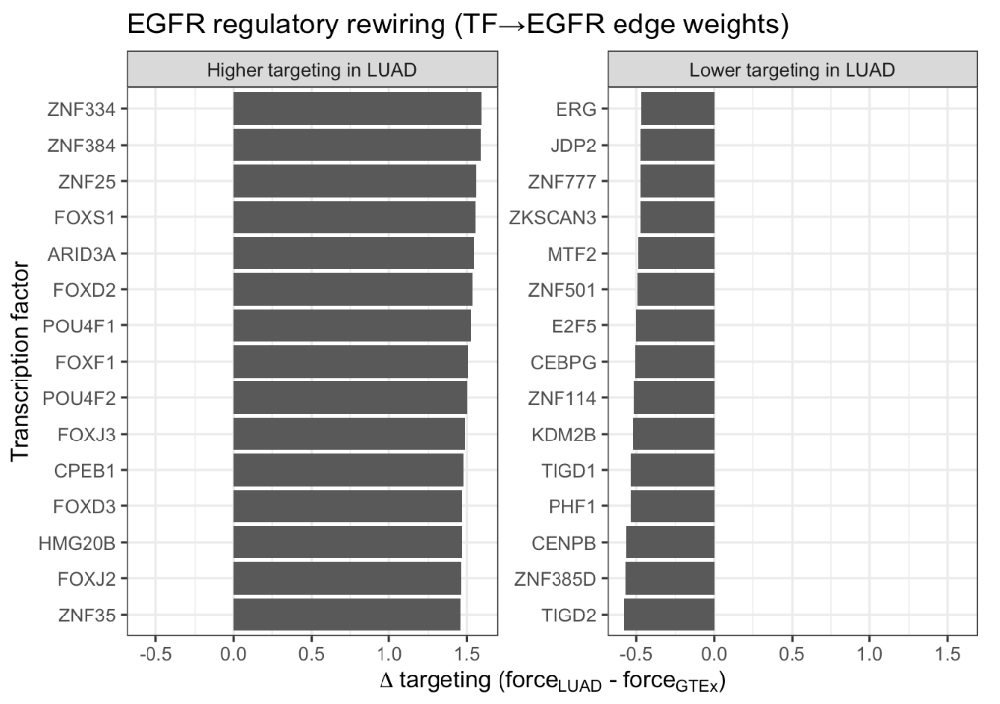 EGFR regulatory rewiring (TF→EGFR edge weights)
Higher targeting in LUAD
Lower targeting in LUAD
Transcription factor
ZNF334
ZNF384
ZNF25
FOXS1
ARID3A
FOXD2
POU4F1
FOXF1
POU4F2
FOXJ3
CPEB1
FOXD3
HMG20B
FOXJ2
ZNF35
ERG
JDP2
ZNF777
ZKSCAN3
MTF2
ZNF501
E2F5
CEBPG
ZNF114
KDM2B
TIGD1
PHF1
CENPB
ZNF385D
TIGD2
-0.5 0.0 0.5 1.0 1.5
-0.5 0.0 0.5 1.0 1.5
Δ targeting (force_LUAD - force_GTEx)